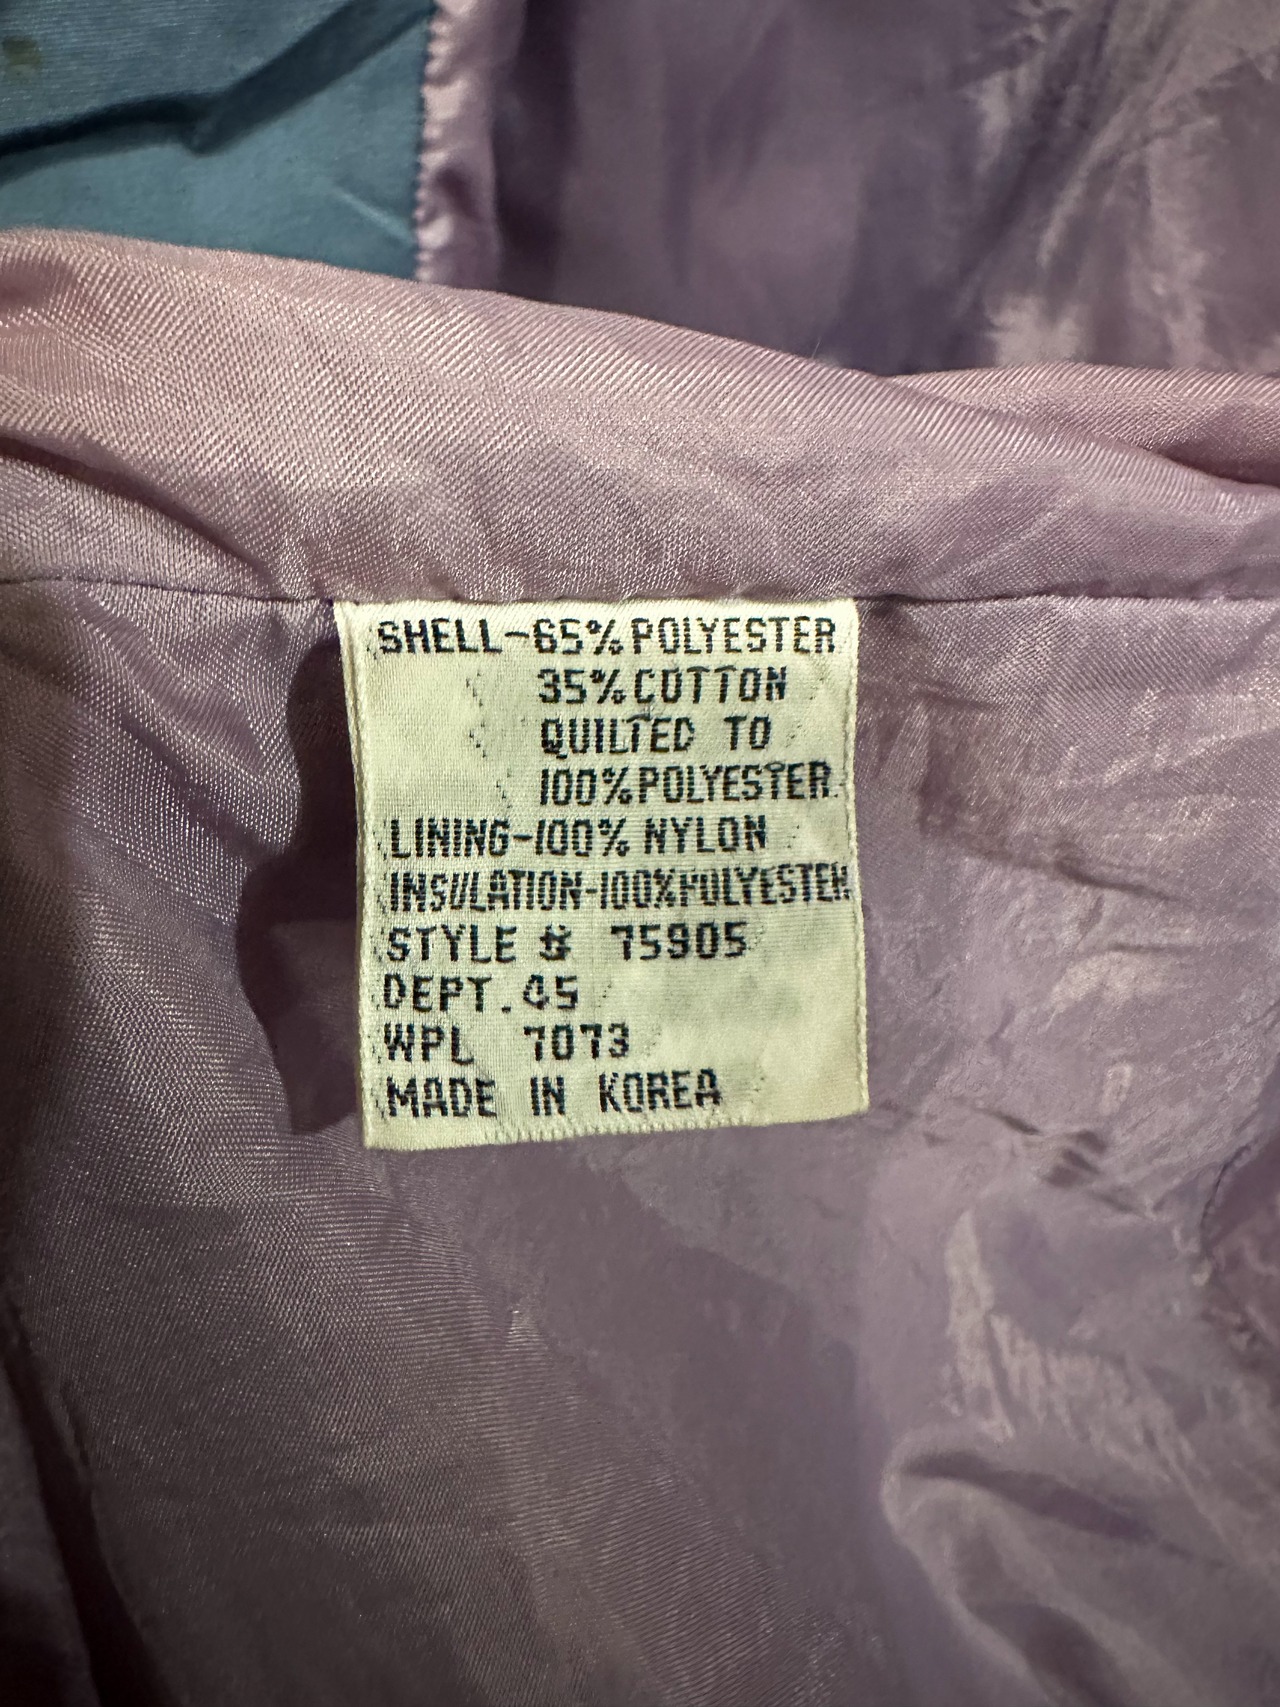 SHELL-65% POLYESTER
35% COTTON
QUILTED TO
100% POLYESTER
LINING-100% NYLON
INSULATION-100% POLYESTER
STYLE # 75905
DEPT. 45
WPL 7073
MADE IN KOREA